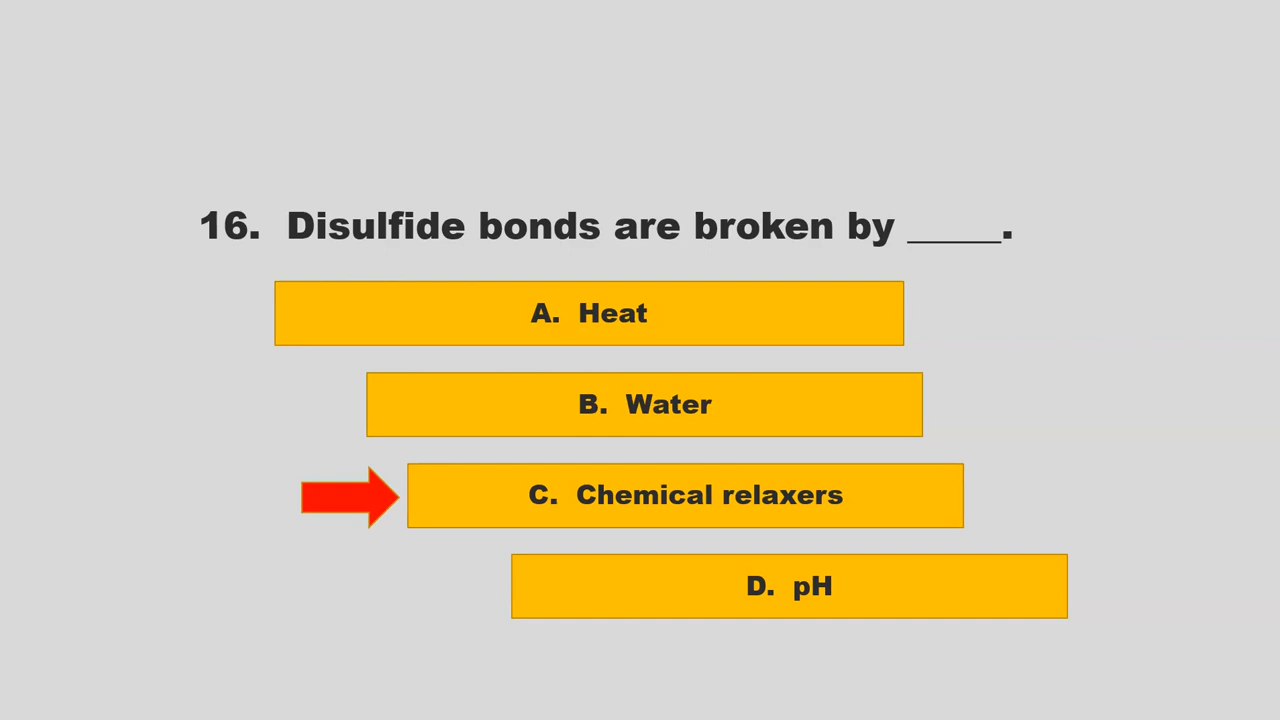 16. Disulfide bonds are broken by _____.
A. Heat
B. Water
C. Chemical relaxers
D. pH